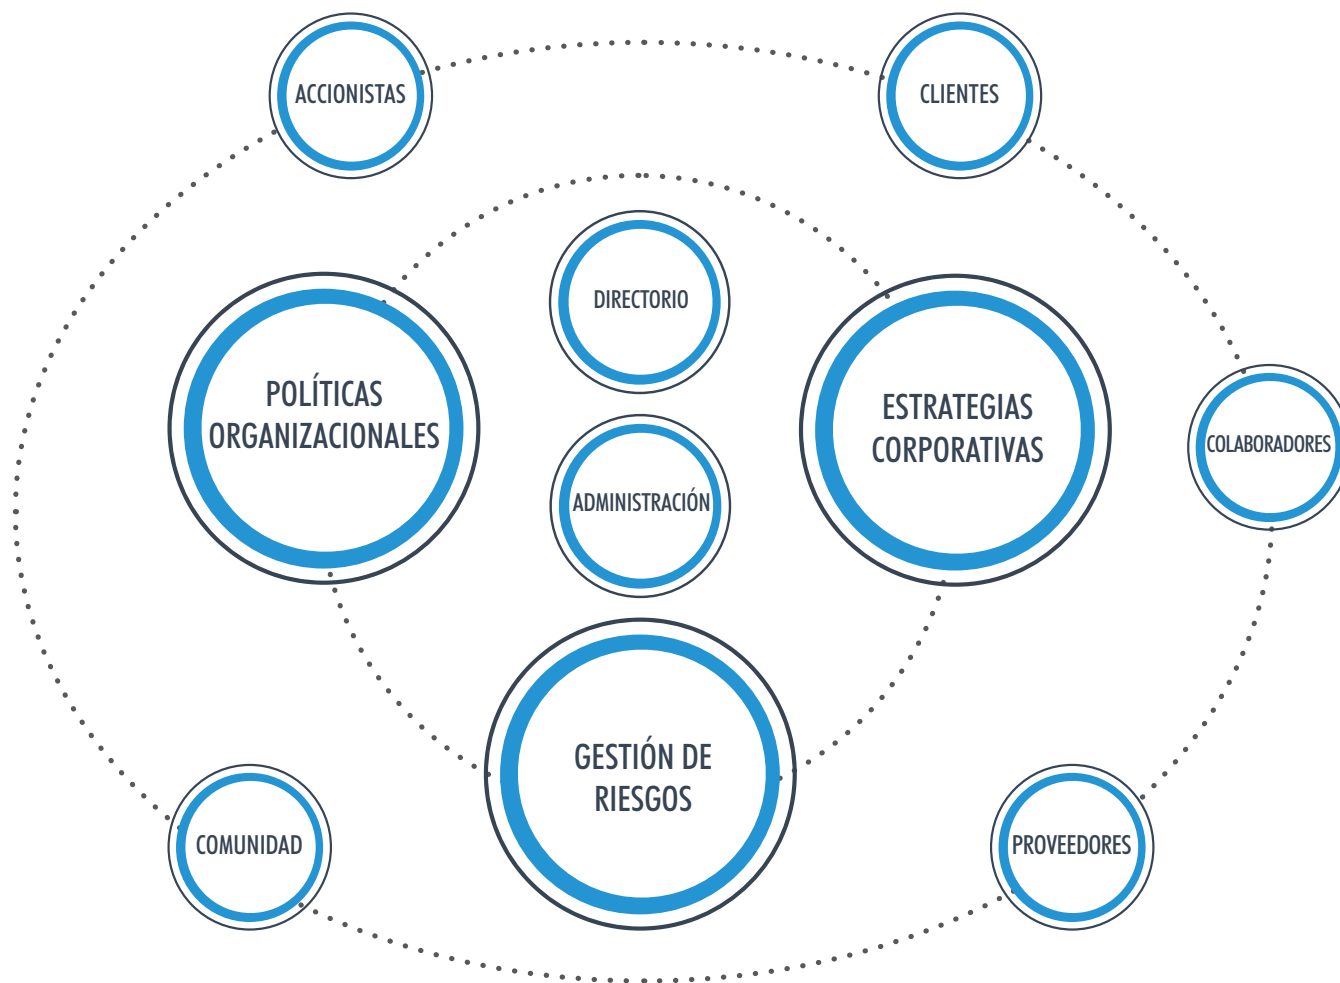 ACCIONISTAS
CLIENTES
DIRECTORIO
POLÍTICAS
ORGANIZACIONALES
ESTRATEGIAS
CORPORATIVAS
COLABORADORES
ADMINISTRACIÓN
GESTIÓN DE
RIESGOS
COMUNIDAD
PROVEEDORES